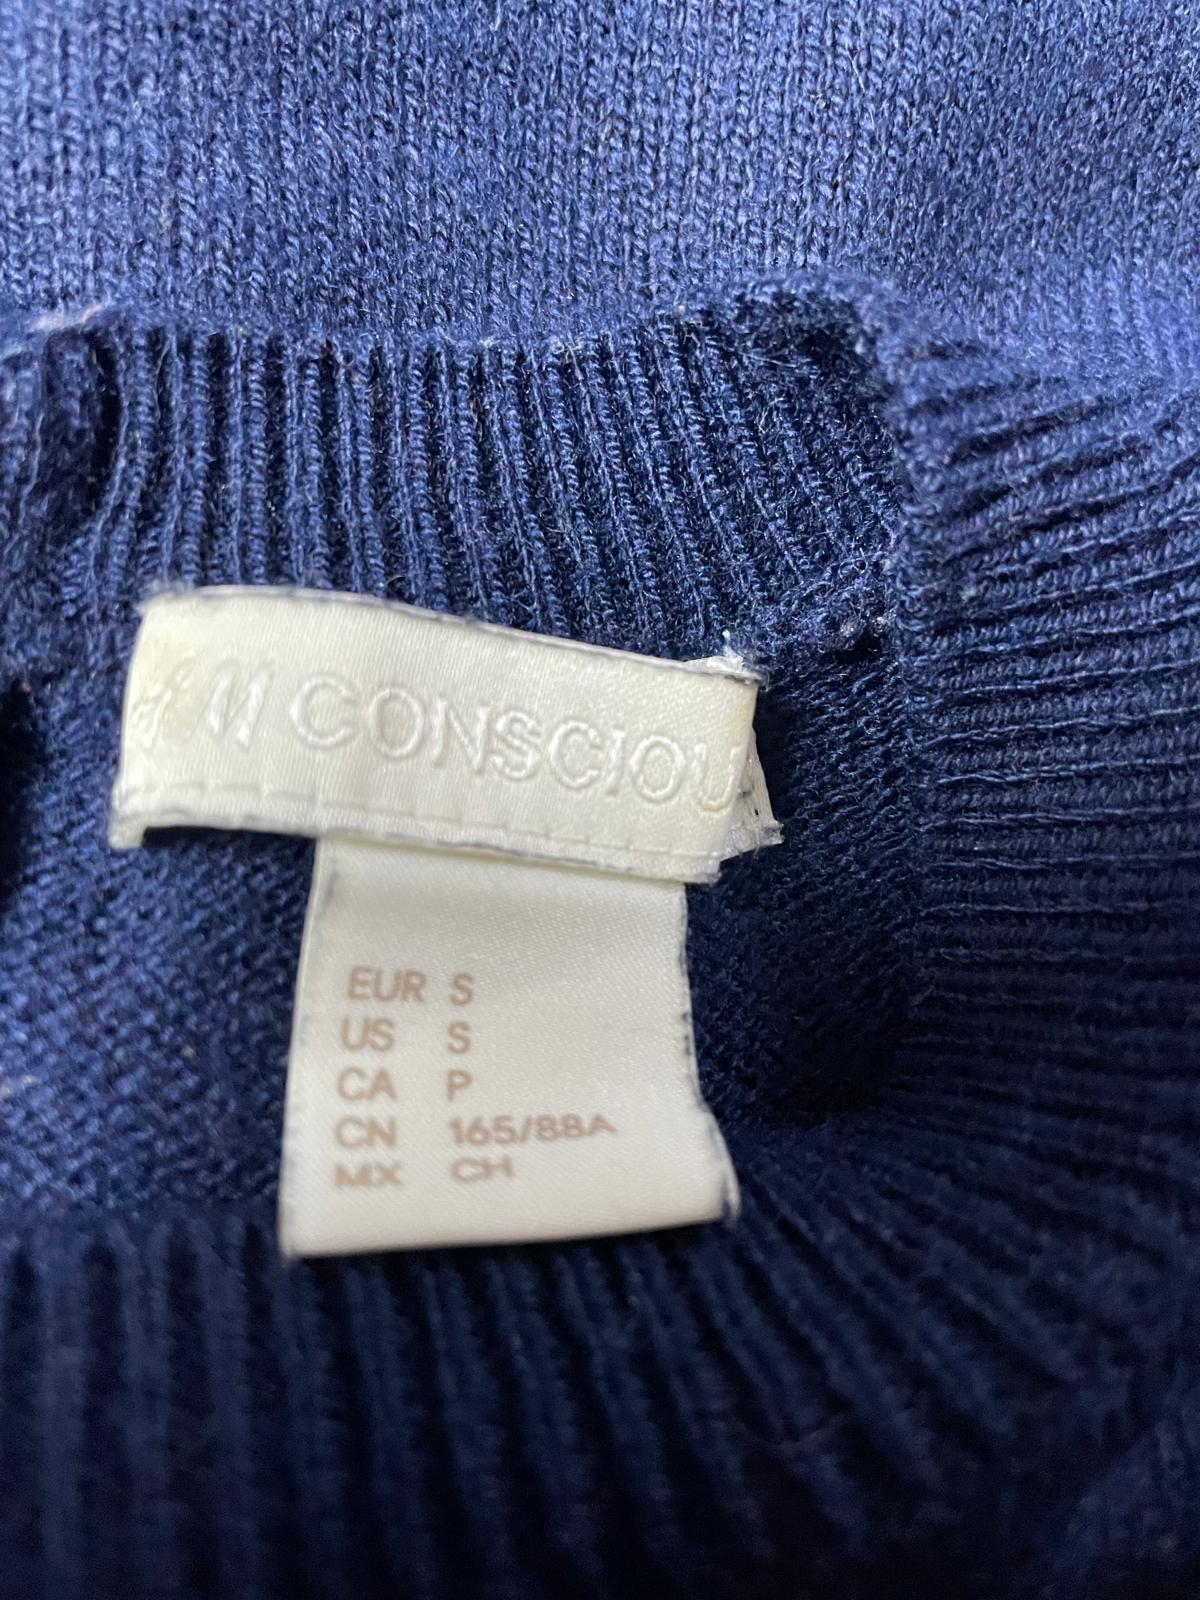 H&M CONSCIOU
EUR S
US S
CA P
CN 165/88A
MX CH